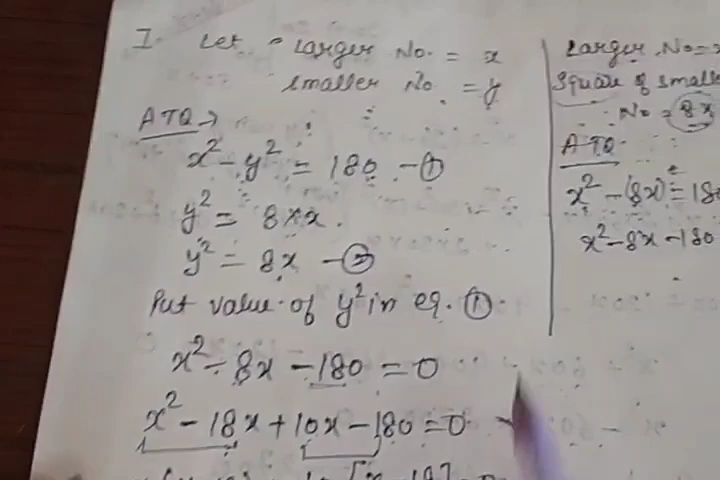 I Let Larger No. = x
smaller No = y
ATQ →
x² - y² = 180 - ①
y² = 8 * x.
y² = 8x - ②
Put value of y² in eq. ①.
x² - 8x - 180 = 0
x² - 18x + 10x - 180 = 0
Larger No =
Square of smalle
No = 8x
ATQ
x² - (8x) = 180
x² - 8x - 180